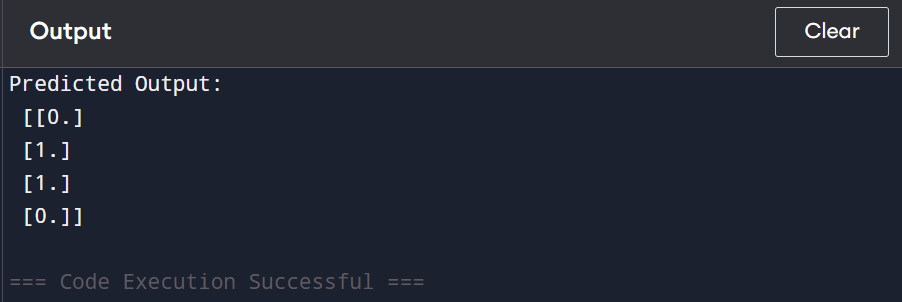 Output
Clear
Predicted Output:
[[0.]
[1.]
[1.]
[0.]]
=== Code Execution Successful ===